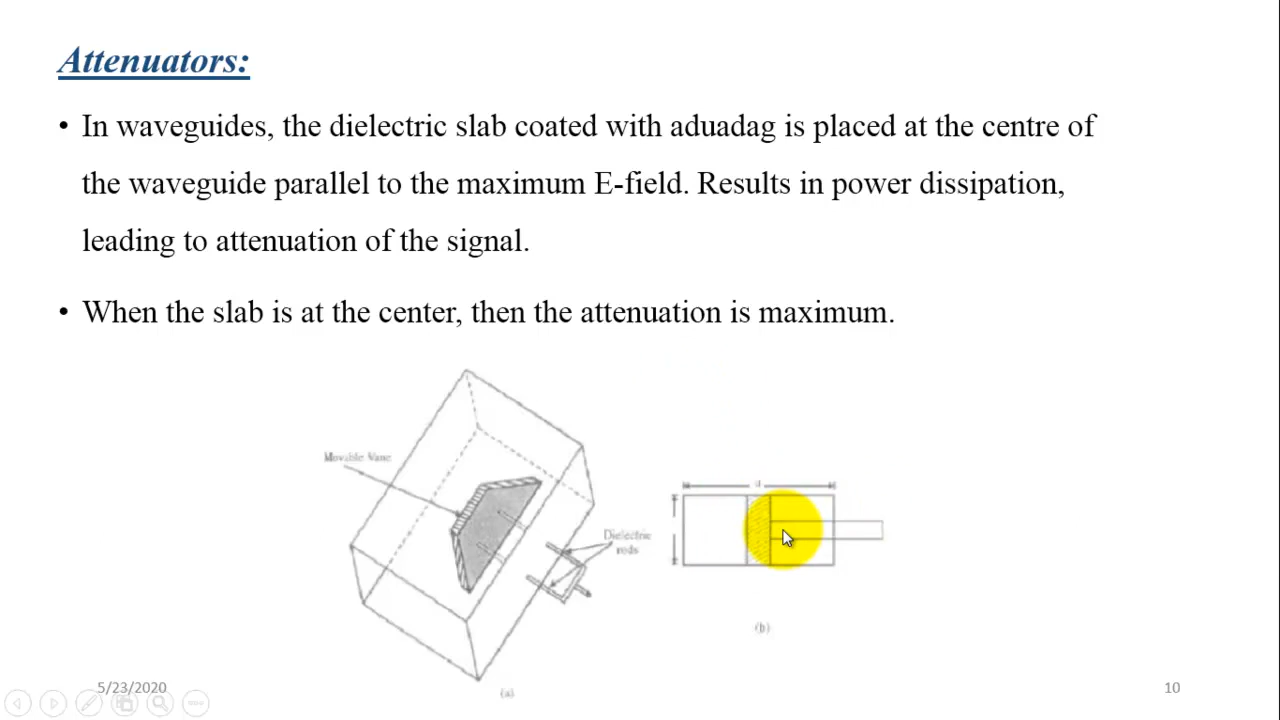 Attenuators:
• In waveguides, the dielectric slab coated with aduadag is placed at the centre of
the waveguide parallel to the maximum E-field. Results in power dissipation,
leading to attenuation of the signal.
• When the slab is at the center, then the attenuation is maximum.
Movable Vane
Dielectric
rods
a
(b)
(a)
5/23/2020
10